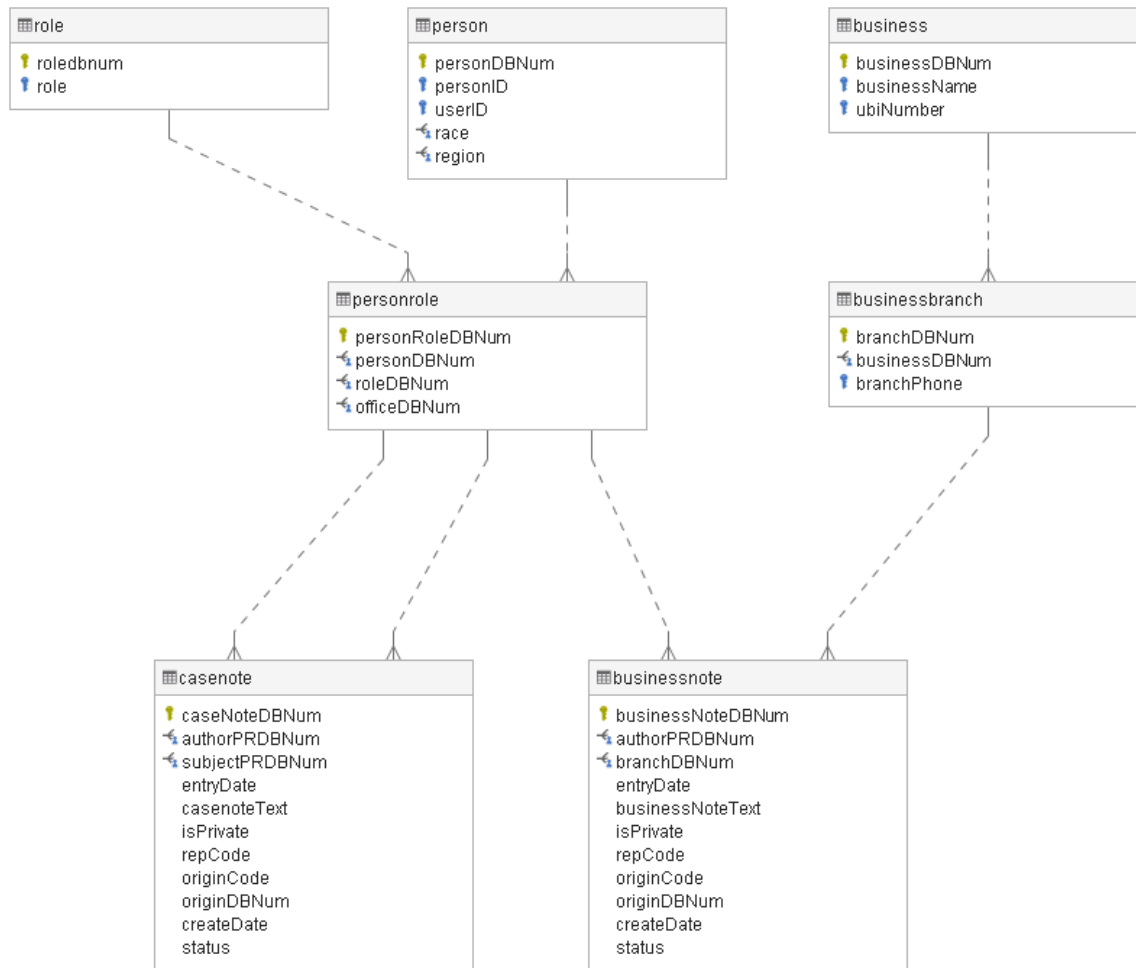 role
roledbnum
role
person
personDBNum
personID
userID
race
region
business
businessDBNum
businessName
ubiNumber
personrole
personRoleDBNum
personDBNum
roleDBNum
officeDBNum
businessbranch
branchDBNum
businessDBNum
branchPhone
casenote
caseNoteDBNum
authorPRDBNum
subjectPRDBNum
entryDate
casenoteText
isPrivate
repCode
originCode
originDBNum
createDate
status
businessnote
businessNoteDBNum
authorPRDBNum
branchDBNum
entryDate
businessNoteText
isPrivate
repCode
originCode
originDBNum
createDate
status